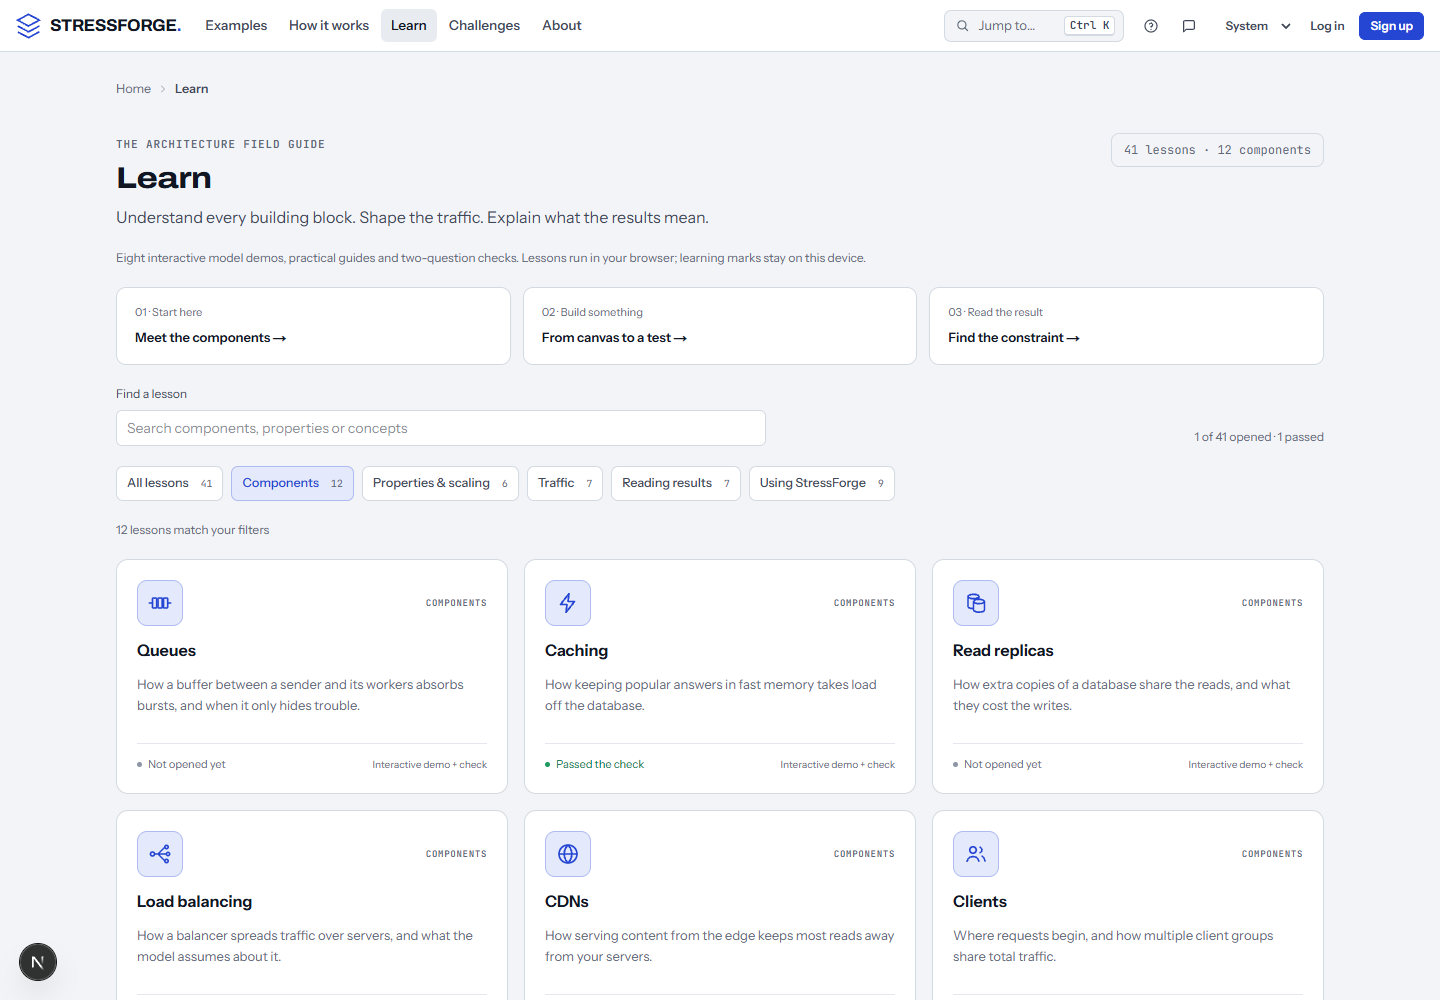 STRESSFORGE.
Examples
How it works
Learn
Challenges
About
Jump to...
Ctrl K
System
Log in
Sign up
Home
Learn
THE ARCHITECTURE FIELD GUIDE
41 lessons · 12 components
Learn
Understand every building block. Shape the traffic. Explain what the results mean.
Eight interactive model demos, practical guides and two-question checks. Lessons run in your browser; learning marks stay on this device.
01 · Start here
Meet the components →
02 · Build something
From canvas to a test →
03 · Read the result
Find the constraint →
Find a lesson
Search components, properties or concepts
1 of 41 opened · 1 passed
All lessons 41
Components 12
Properties & scaling 6
Traffic 7
Reading results 7
Using StressForge 9
12 lessons match your filters
COMPONENTS
Queues
How a buffer between a sender and its workers absorbs
bursts, and when it only hides trouble.
Not opened yet
Interactive demo + check
COMPONENTS
Caching
How keeping popular answers in fast memory takes load
off the database.
Passed the check
Interactive demo + check
COMPONENTS
Read replicas
How extra copies of a database share the reads, and what
they cost the writes.
Not opened yet
Interactive demo + check
COMPONENTS
Load balancing
How a balancer spreads traffic over servers, and what the
model assumes about it.
COMPONENTS
CDNs
How serving content from the edge keeps most reads away
from your servers.
COMPONENTS
Clients
Where requests begin, and how multiple client groups
share total traffic.
N